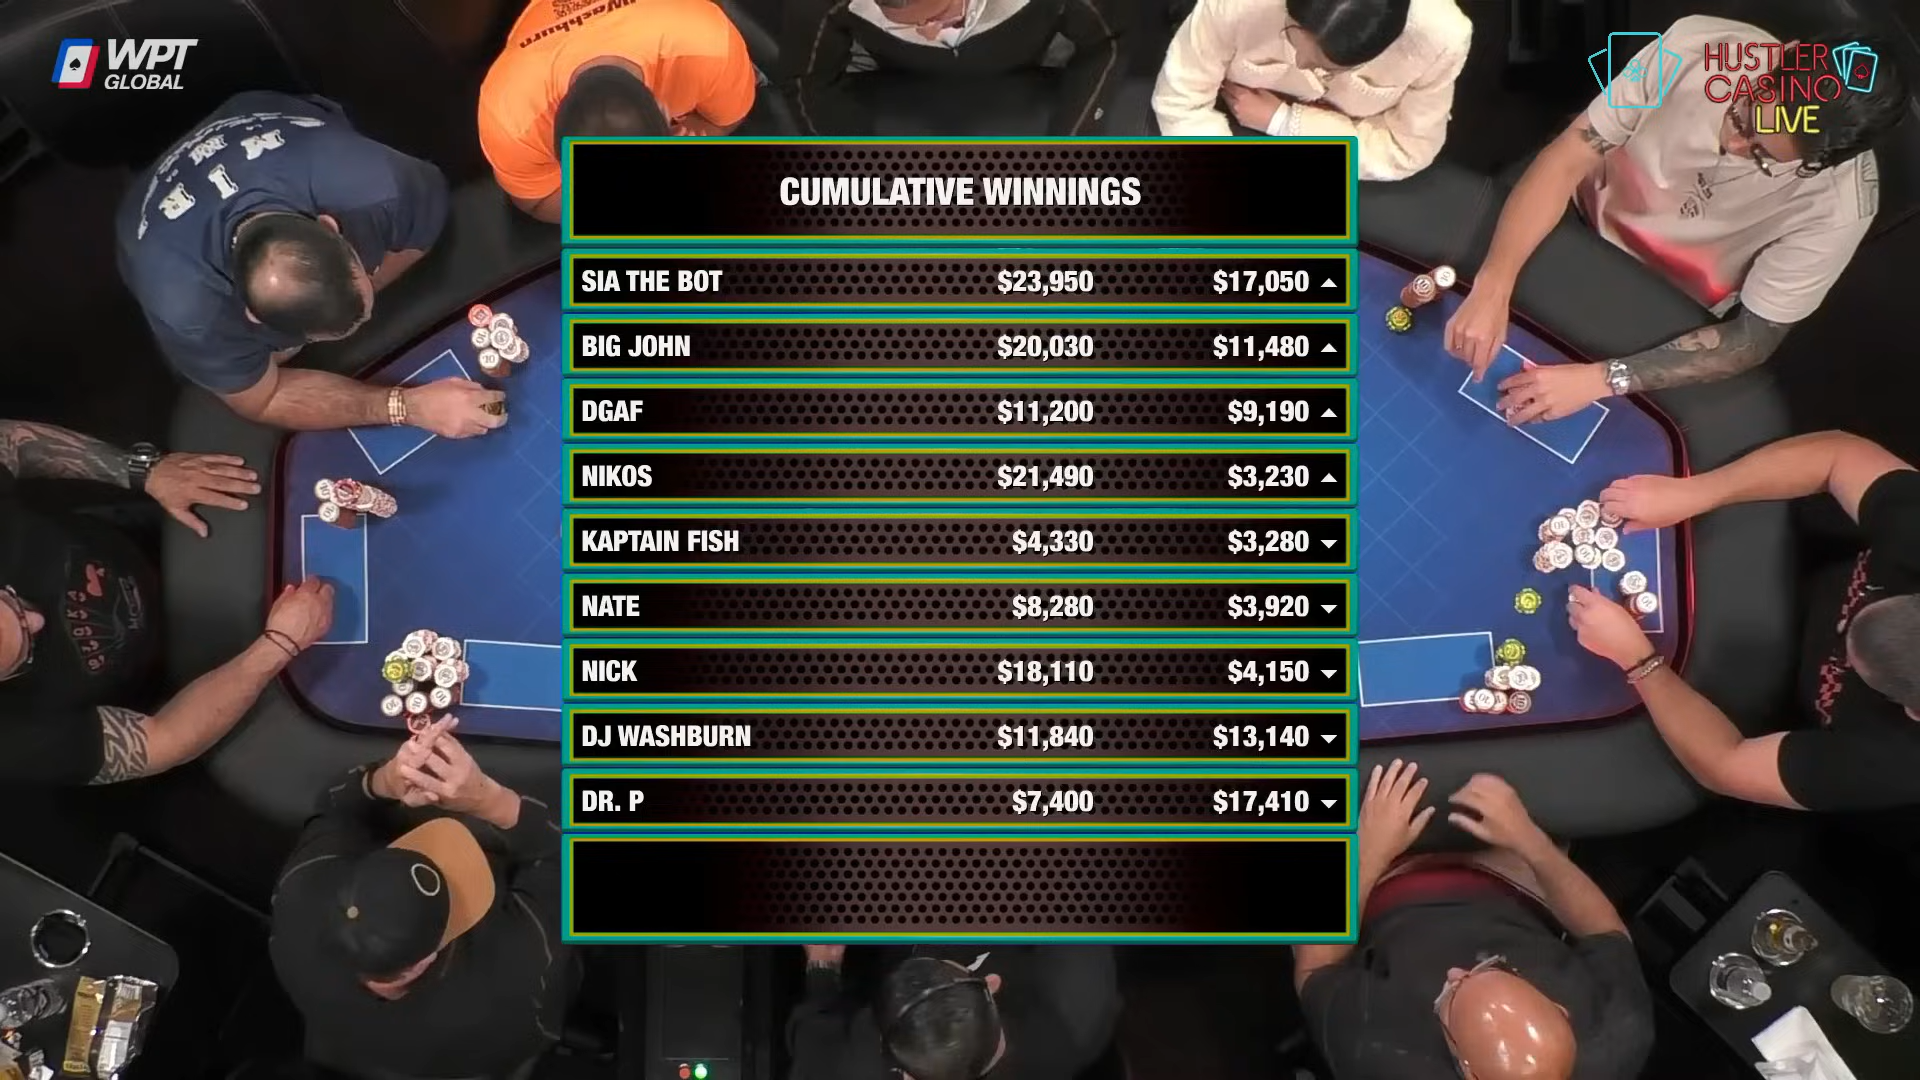 WPT
GLOBAL
HUSTLER
CASINO
LIVE
Washburn
CUMULATIVE WINNINGS
SIA THE BOT $23,950 $17,050 ▲
BIG JOHN $20,030 $11,480 ▲
DGAF $11,200 $9,190 ▲
NIKOS $21,490 $3,230 ▲
KAPTAIN FISH $4,330 $3,280 ▼
NATE $8,280 $3,920 ▼
NICK $18,110 $4,150 ▼
DJ WASHBURN $11,840 $13,140 ▼
DR. P $7,400 $17,410 ▼